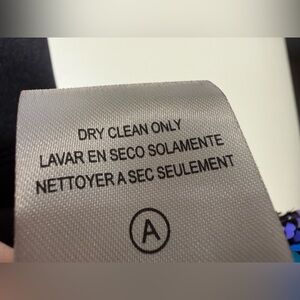 DRY CLEAN ONLY
LAVAR EN SECO SOLAMENTE
NETTOYER A SEC SEULEMENT
A